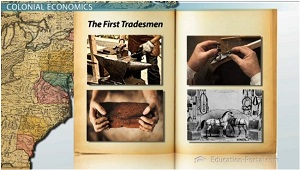 COLONIAL ECONOMICS
The First Tradesmen
Education-Portal.com